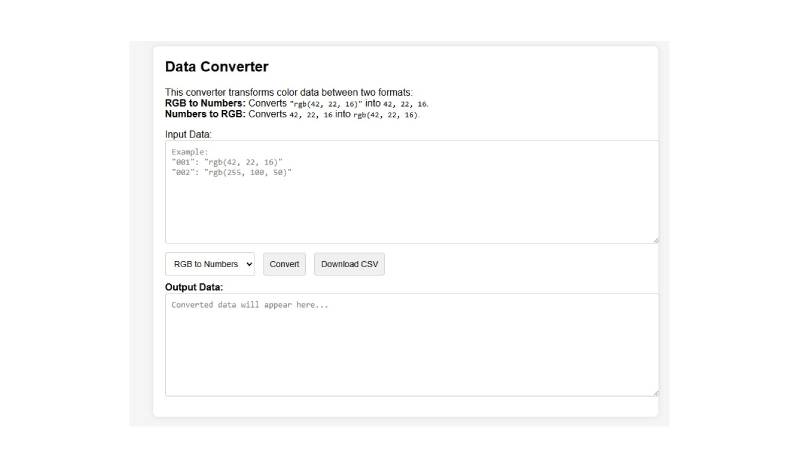 Data Converter
This converter transforms color data between two formats:
RGB to Numbers: Converts "rgb(42, 22, 16)" into 42, 22, 16.
Numbers to RGB: Converts 42, 22, 16 into rgb(42, 22, 16).
Input Data:
Example:
"001": "rgb(42, 22, 16)"
"002": "rgb(255, 100, 50)"
RGB to Numbers Convert Download CSV
Output Data:
Converted data will appear here...